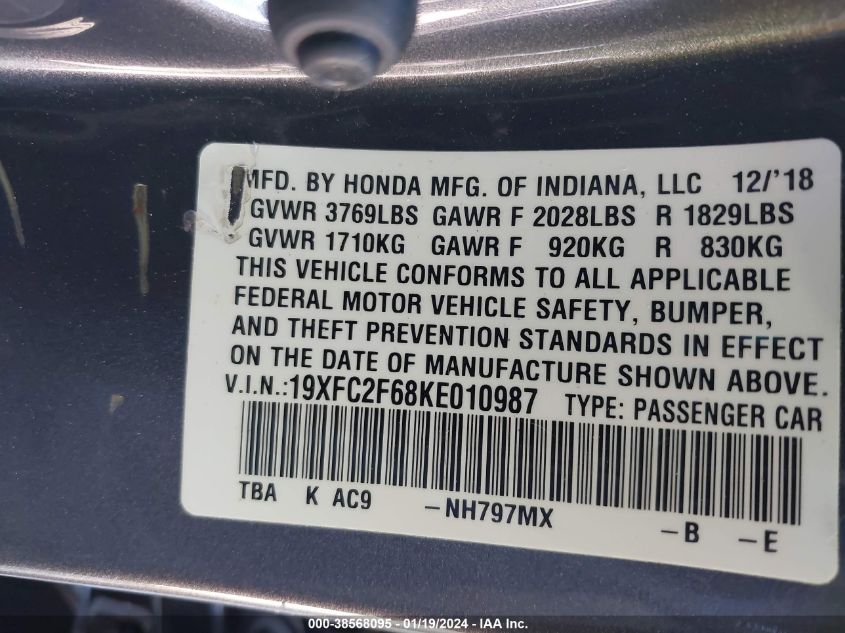 MFD. BY HONDA MFG. OF INDIANA, LLC 12/'18
GVWR 3769LBS GAWR F 2028LBS R 1829LBS
GVWR 1710KG GAWR F 920KG R 830KG
THIS VEHICLE CONFORMS TO ALL APPLICABLE
FEDERAL MOTOR VEHICLE SAFETY, BUMPER,
AND THEFT PREVENTION STANDARDS IN EFFECT
ON THE DATE OF MANUFACTURE SHOWN ABOVE.
V.I.N.:19XFC2F68KE010987 TYPE: PASSENGER CAR
TBA K AC9 -NH797MX -B -E
000-38568095 - 01/19/2024 - IAA Inc.